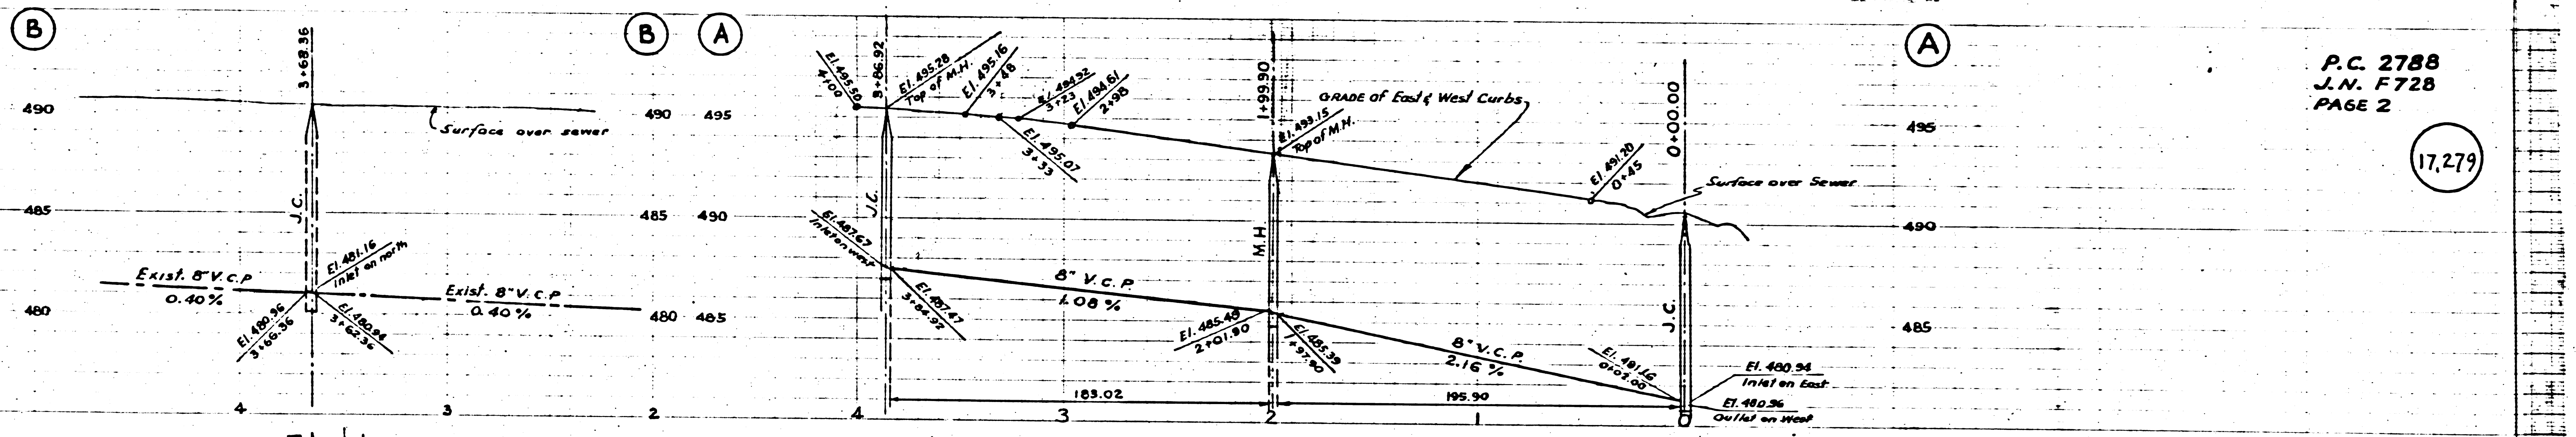 B
B
A
A
3+68.36
490
490
Surface over sewer
J.C.
485
485
El. 481.16
Inlet on north
Exist. 8" V.C.P
0.40%
Exist. 8" V.C.P
0.40%
480
480
El. 480.96
3+66.36
El. 480.94
3+62.36
4
3
2
495
490
485
El. 495.50
4+00
3+86.92
El. 495.28
Top of M.H.
El. 495.16
3+48
El. 494.92
3+23
El. 494.61
2+98
El. 495.07
3+33
1+99.90
El. 493.15
Top of M.H.
GRADE of East & West Curbs
El. 491.20
0+45
0+00.00
Surface over Sewer
J.C.
El. 487.67
Inlet on west
El. 487.47
3+84.92
8" V.C.P.
1.08 %
M.H.
El. 485.49
2+01.90
El. 485.39
1+97.90
8" V.C.P.
2.16 %
J.C.
0+02.00
El. 480.94
Inlet on East
El. 480.96
Outlet on West
183.02
195.90
4
3
2
1
0
495
490
485
P.C. 2788
J.N. F728
PAGE 2
17,279